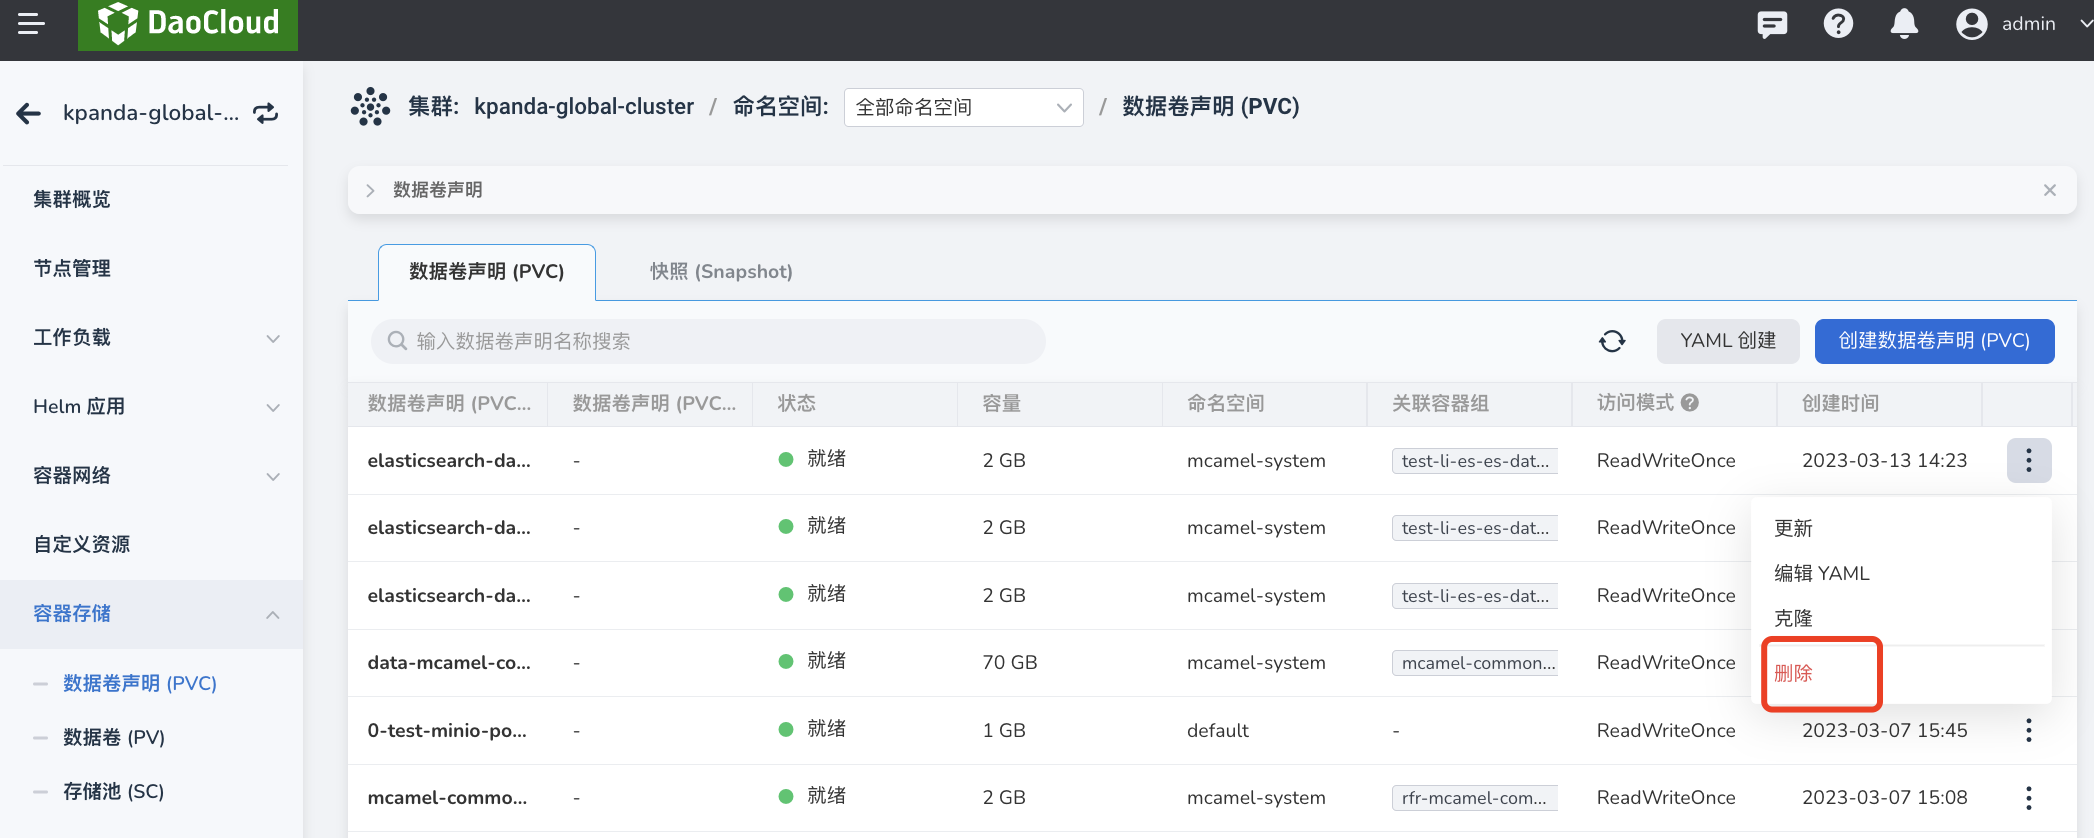 DaoCloud
admin
kpanda-global-...
集群: kpanda-global-cluster / 命名空间: 全部命名空间 / 数据卷声明 (PVC)
集群概览
节点管理
工作负载
Helm 应用
容器网络
自定义资源
容器存储
数据卷声明 (PVC)
数据卷 (PV)
存储池 (SC)
数据卷声明
数据卷声明 (PVC) 快照 (Snapshot)
输入数据卷声明名称搜索 YAML 创建 创建数据卷声明 (PVC)
数据卷声明 (PVC... 数据卷声明 (PVC... 状态 容量 命名空间 关联容器组 访问模式 创建时间
elasticsearch-da... - 就绪 2 GB mcamel-system test-li-es-es-dat... ReadWriteOnce 2023-03-13 14:23
elasticsearch-da... - 就绪 2 GB mcamel-system test-li-es-es-dat... ReadWriteOnce
elasticsearch-da... - 就绪 2 GB mcamel-system test-li-es-es-dat... ReadWriteOnce
data-mcamel-co... - 就绪 70 GB mcamel-system mcamel-common... ReadWriteOnce
0-test-minio-po... - 就绪 1 GB default - ReadWriteOnce 2023-03-07 15:45
mcamel-commo... - 就绪 2 GB mcamel-system rfr-mcamel-com... ReadWriteOnce 2023-03-07 15:08
更新
编辑 YAML
克隆
删除